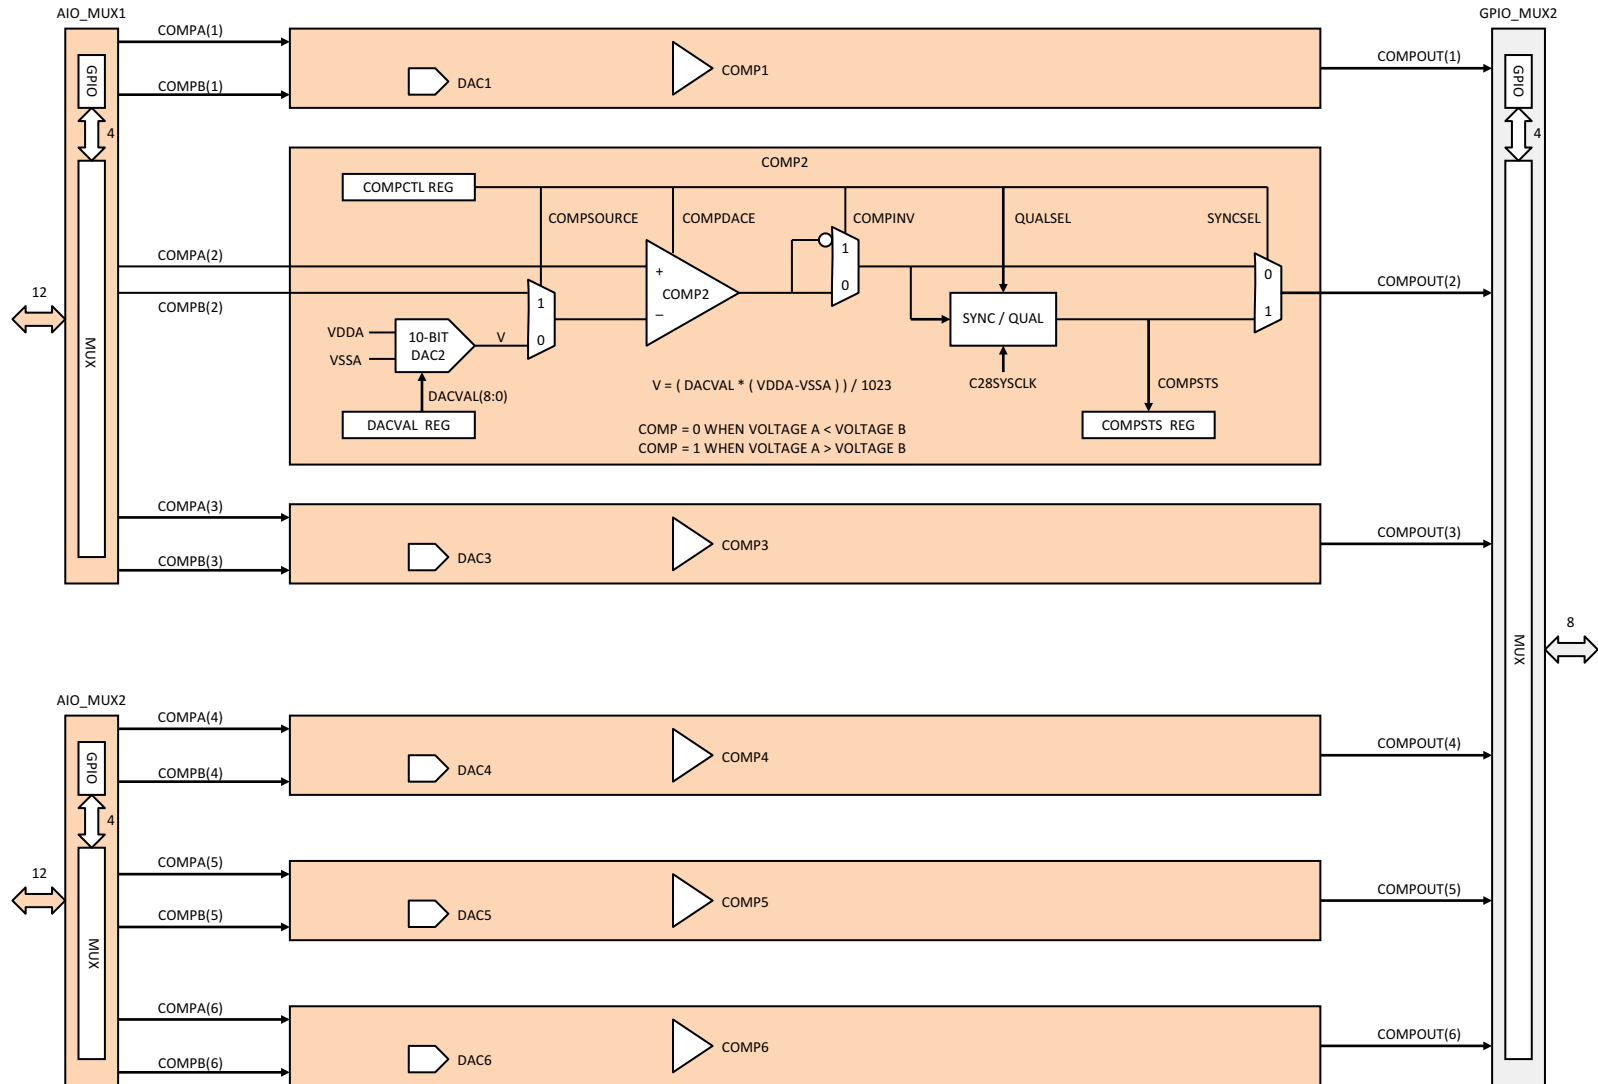 AIO_MUX1
GPIO_MUX2
COMPA(1)
COMPB(1)
GPIO
4
DAC1
COMP1
COMPOUT(1)
GPIO
4
COMP2
COMPCTL REG
COMPSOURCE
COMPDACE
COMPINV
QUALSEL
SYNCSEL
COMPA(2)
COMPB(2)
12
MUX
1
0
+
COMP2
–
1
0
SYNC / QUAL
0
1
COMPOUT(2)
VDDA
VSSA
10-BIT
DAC2
V
V = ( DACVAL * ( VDDA-VSSA ) ) / 1023
C28SYSCLK
COMPSTS
DACVAL(8:0)
DACVAL REG
COMP = 0 WHEN VOLTAGE A < VOLTAGE B
COMP = 1 WHEN VOLTAGE A > VOLTAGE B
COMPSTS REG
COMPA(3)
COMPB(3)
DAC3
COMP3
COMPOUT(3)
8
MUX
AIO_MUX2
COMPA(4)
COMPB(4)
GPIO
4
DAC4
COMP4
COMPOUT(4)
12
MUX
COMPA(5)
COMPB(5)
DAC5
COMP5
COMPOUT(5)
COMPA(6)
COMPB(6)
DAC6
COMP6
COMPOUT(6)